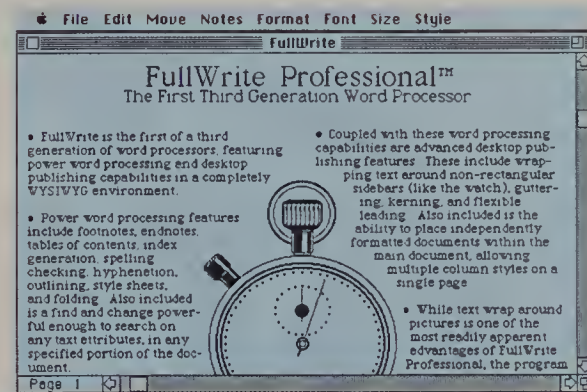 File Edit Move Notes Format Font Size Style
FullWrite
FullWrite Professional™
The First Third Generation Word Processor
• FullWrite is the first of a third
generation of word processors, featuring
power word processing and desktop
publishing capabilities in a completely
WYSIWYG environment.
• Power word processing features
include footnotes, endnotes,
tables of contents, index
generation, spelling
checking, hyphenation,
outlining, style sheets,
and folding Also included
is a find and change power-
ful enough to search on
any text attributes, in any
specified portion of the doc-
ument.
• Coupled with these word processing
capabilities are advanced desktop pub-
lishing features These include wrap-
ping text around non-rectangular
sidebars (like the watch), gutter-
ing, kerning, and flexible
leading Also included is the
ability to place independently
formatted documents within the
main document, allowing
multiple column styles on a
single page
• While text wrap around
pictures is one of the
most readily apparent
advantages of FullWrite
Professional, the program
Page 1